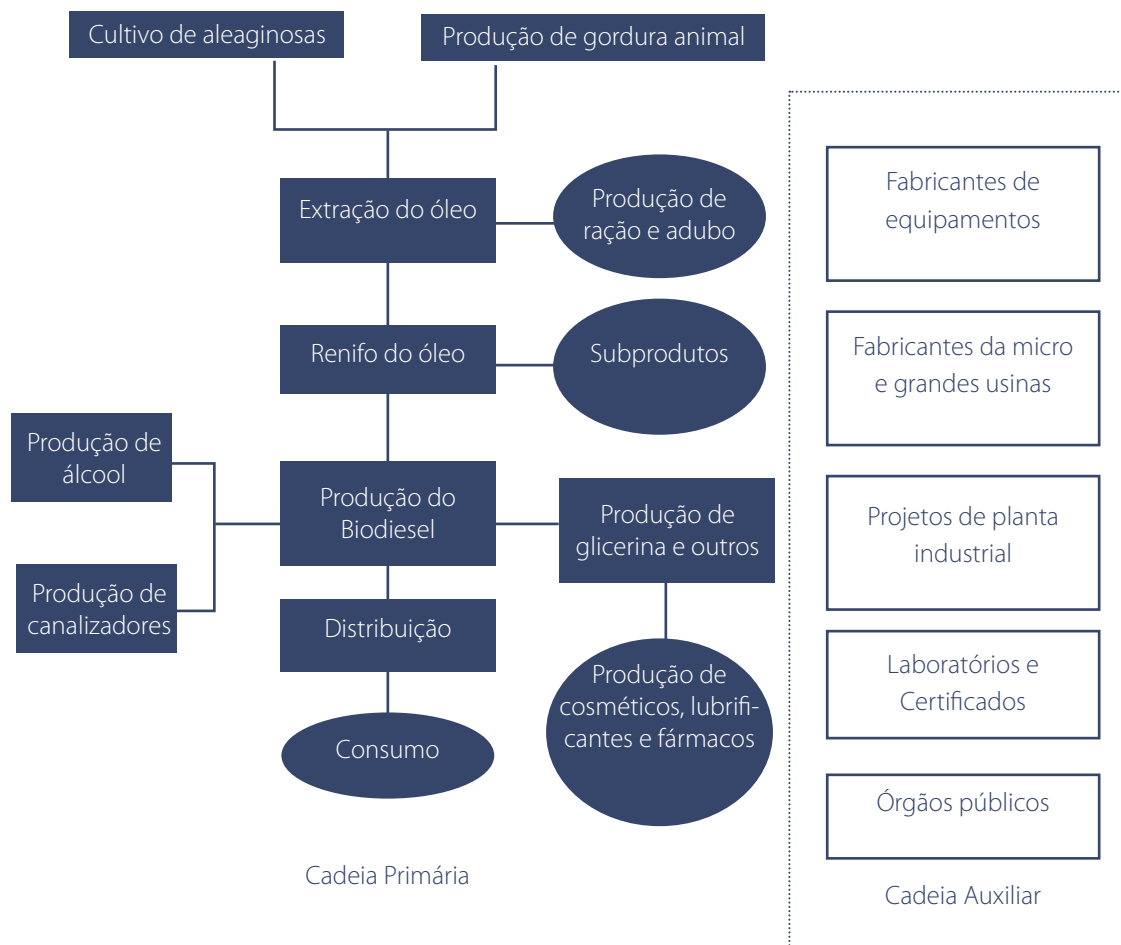 Cultivo de aleaginosas
Produção de gordura animal
Extração do óleo
Produção de
ração e adubo
Renifo do óleo
Subprodutos
Produção de
álcool
Produção do
Biodiesel
Produção de
glicerina e outros
Produção de
canalizadores
Distribuição
Produção de
cosméticos, lubrifi-
cantes e fármacos
Consumo
Cadeia Primária
Fabricantes de
equipamentos
Fabricantes da micro
e grandes usinas
Projetos de planta
industrial
Laboratórios e
Certificados
Órgãos públicos
Cadeia Auxiliar